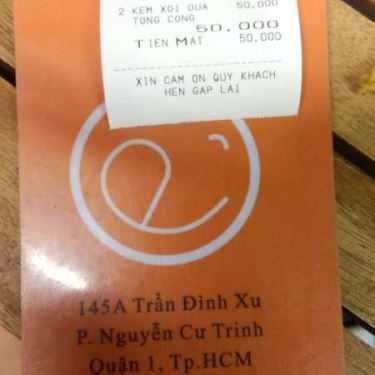 2 KEM XOI DUA 50.000
TONG CONG 50.000
TIEN MAT 50.000
XIN CAM ON QUY KHACH
HEN GAP LAI
145A Trần Đình Xu
P. Nguyễn Cư Trinh
Quận 1, Tp.HCM